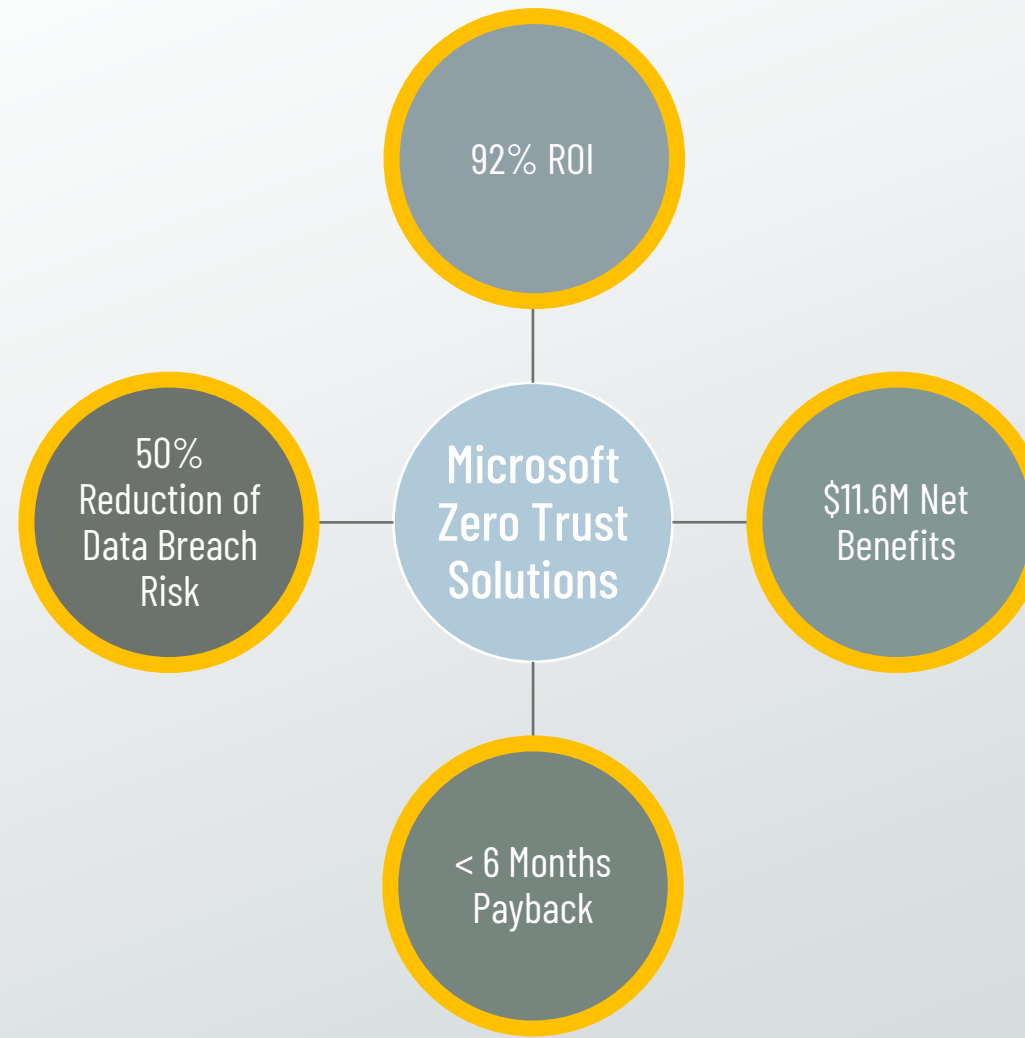 92% ROI
50%
Reduction of
Data Breach
Risk
Microsoft
Zero Trust
Solutions
$11.6M Net
Benefits
< 6 Months
Payback